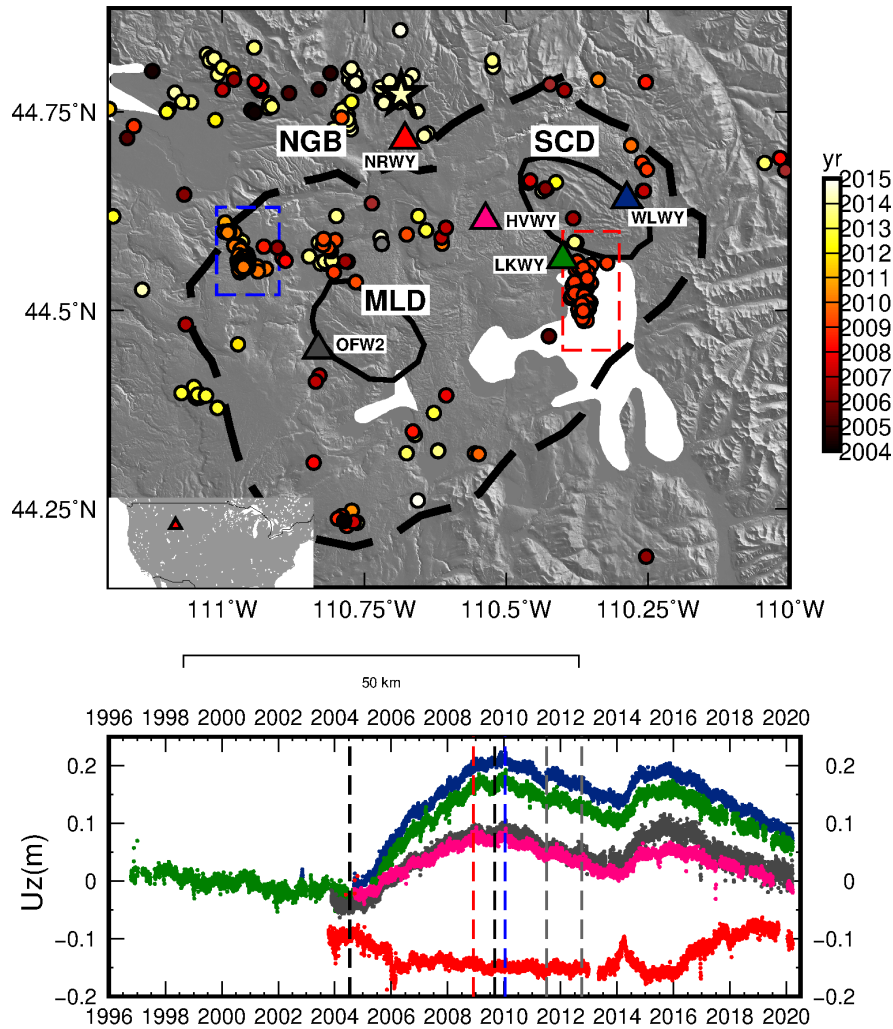 44.75˚N
44.5˚N
44.25˚N
NGB
SCD
NRWY
HVWY
WLWY
LKWY
MLD
OFW2
yr
2015
2014
2013
2012
2011
2010
2009
2008
2007
2006
2005
2004
111˚W
110.75˚W
110.5˚W
110.25˚W
110˚W
50 km
1996 1998 2000 2002 2004 2006 2008 2010 2012 2014 2016 2018 2020
Uz(m)
0.2 0.2
0.1 0.1
0 0
−0.1 −0.1
−0.2 −0.2
1996 1998 2000 2002 2004 2006 2008 2010 2012 2014 2016 2018 2020